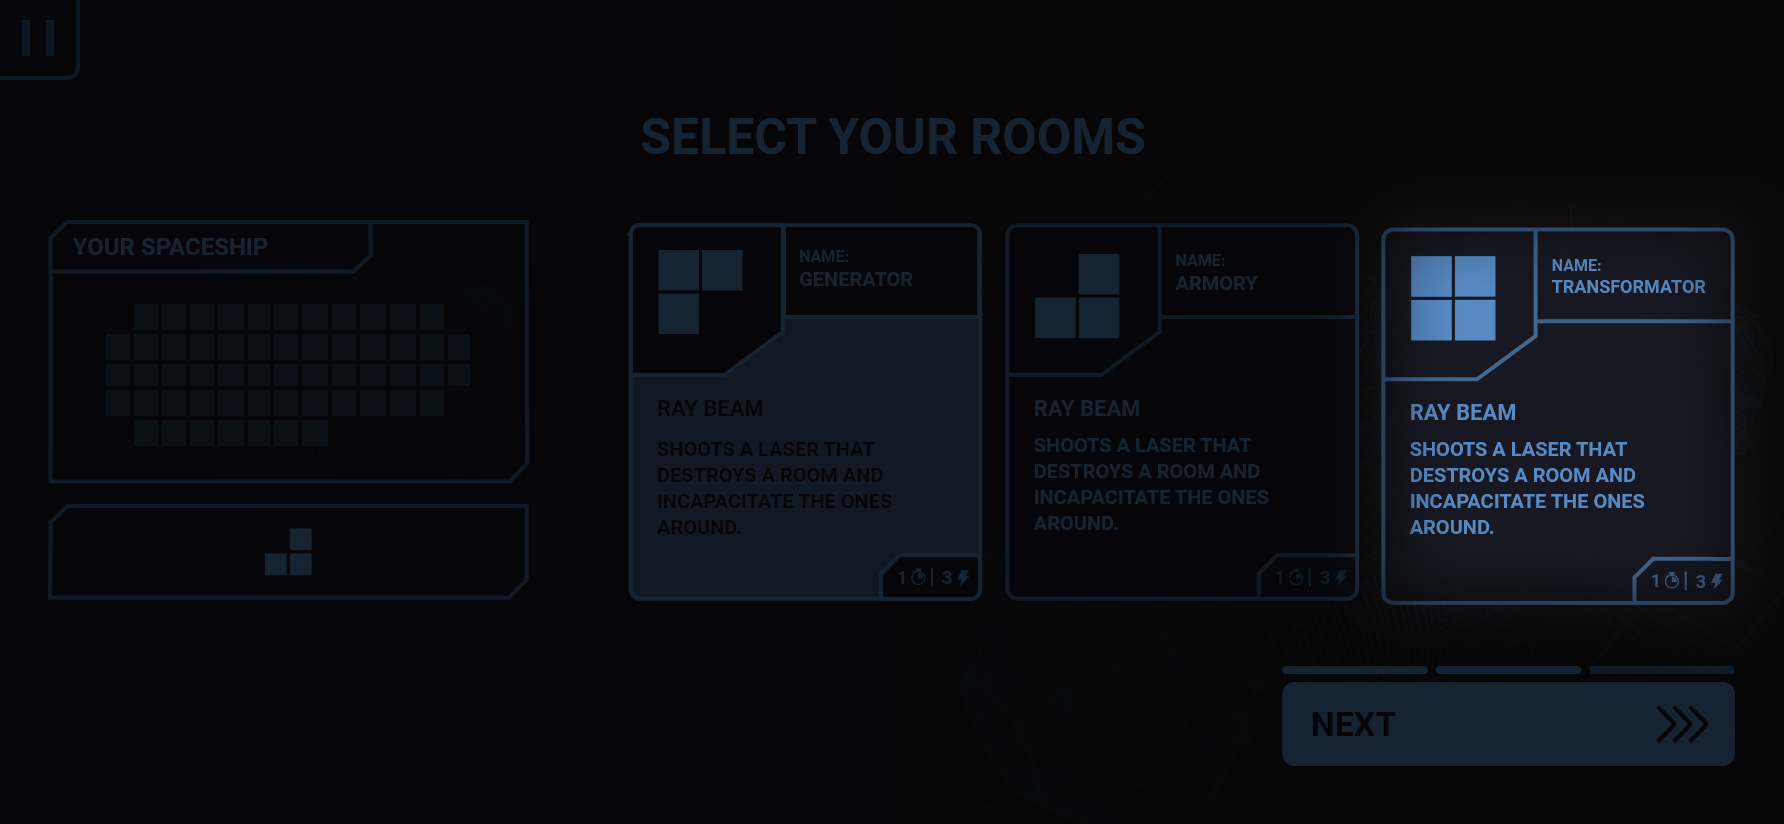 SELECT YOUR ROOMS
YOUR SPACESHIP
NAME:
GENERATOR
RAY BEAM
SHOOTS A LASER THAT
DESTROYS A ROOM AND
INCAPACITATE THE ONES
AROUND.
1 | 3
NAME:
ARMORY
RAY BEAM
SHOOTS A LASER THAT
DESTROYS A ROOM AND
INCAPACITATE THE ONES
AROUND.
1 | 3
NAME:
TRANSFORMATOR
RAY BEAM
SHOOTS A LASER THAT
DESTROYS A ROOM AND
INCAPACITATE THE ONES
AROUND.
1 | 3
NEXT